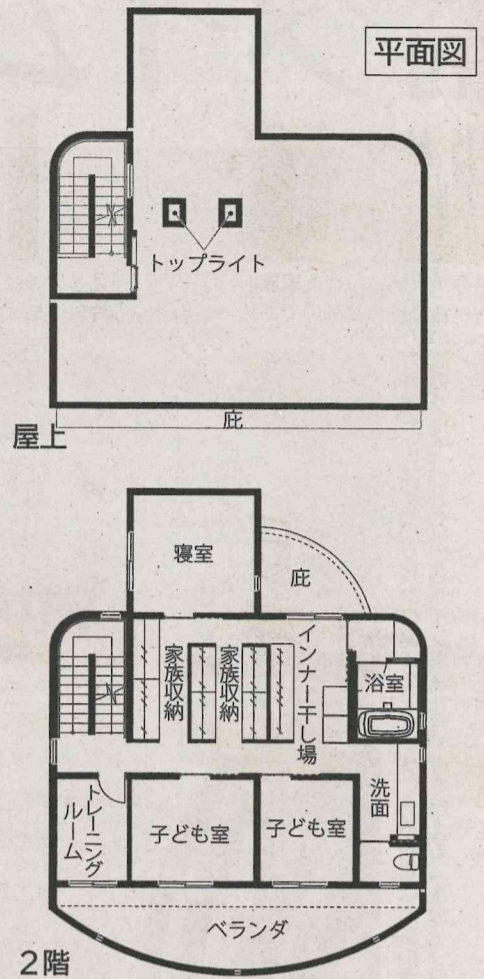 平面図
トップライト
庇
屋上
寝室
庇
家族収納
家族収納
インナー干し場
浴室
洗面
トレーニング
ルーム
子ども室
子ども室
ベランダ
2階